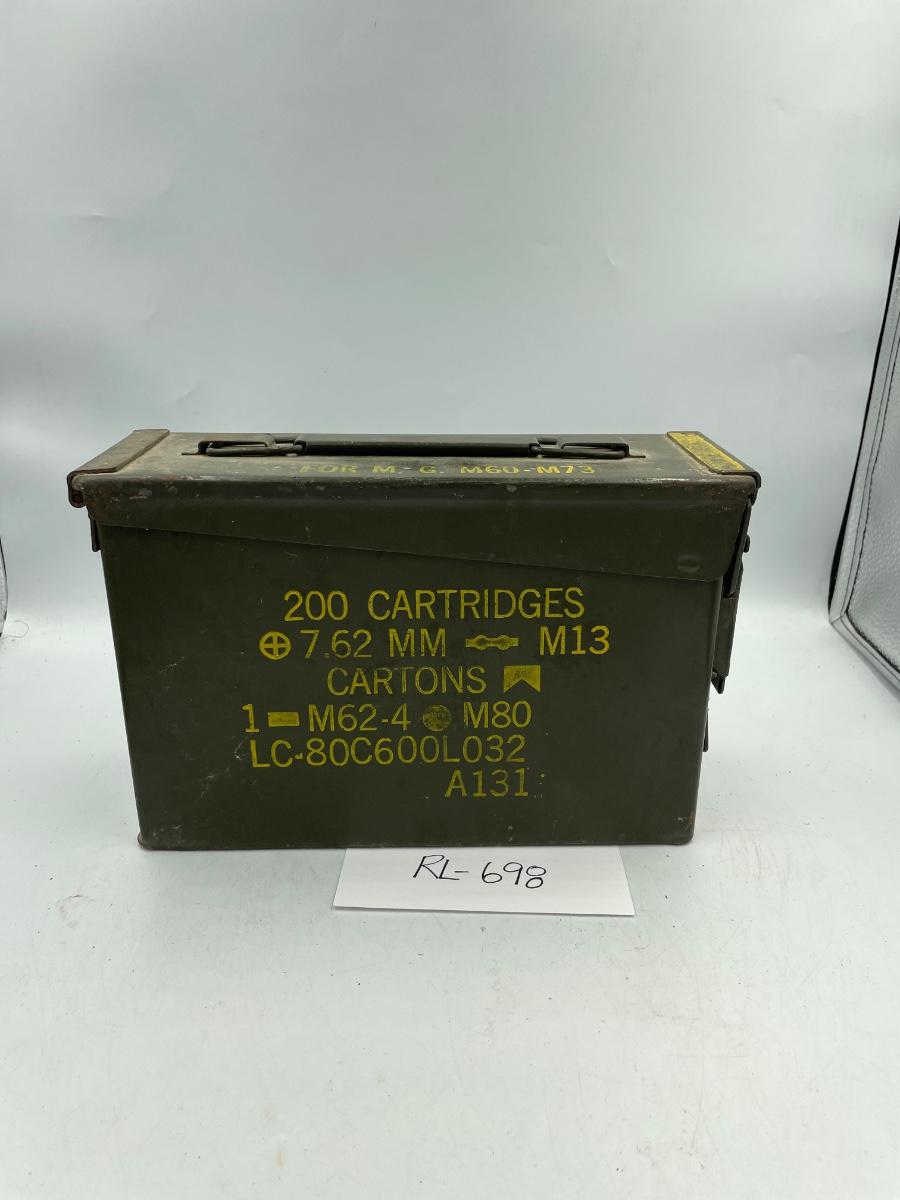 FOR M. G. M60-M73
200 CARTRIDGES
7.62 MM M13
CARTONS
1 M62-4 M80
LC-80C600L032
A131
RL-698